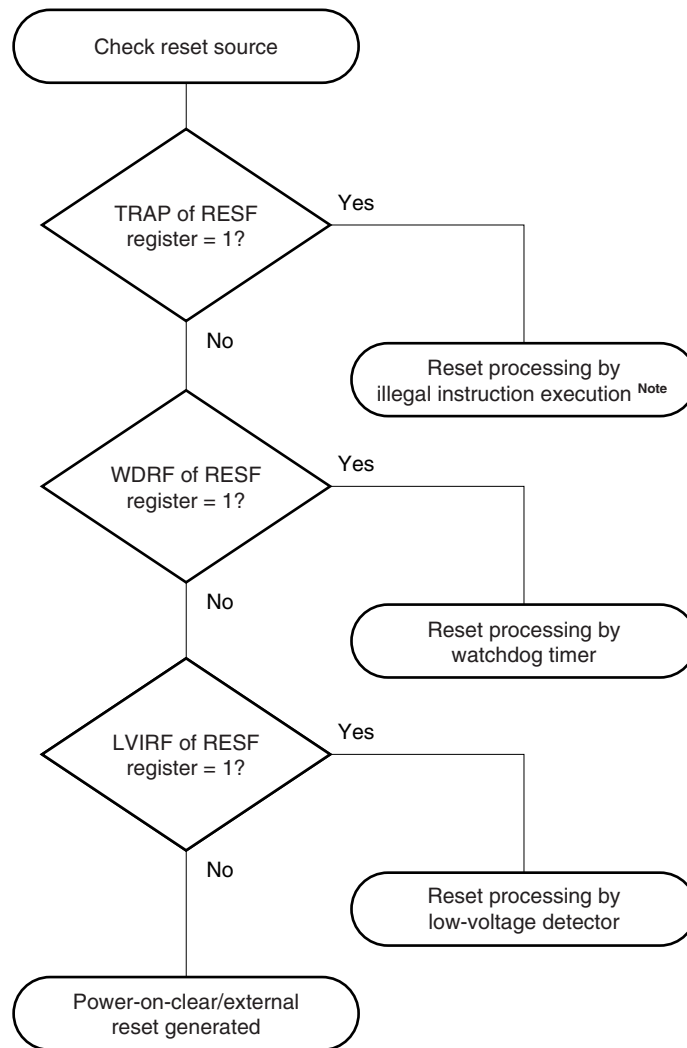 Check reset source
TRAP of RESF
register = 1?
Yes
No
Reset processing by
illegal instruction execution Note
WDRF of RESF
register = 1?
Yes
No
Reset processing by
watchdog timer
LVIRF of RESF
register = 1?
Yes
No
Reset processing by
low-voltage detector
Power-on-clear/external
reset generated